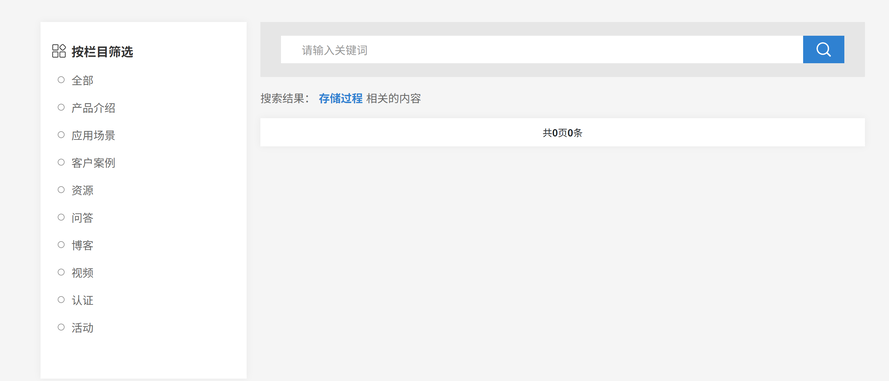 按栏目筛选
全部
产品介绍
应用场景
客户案例
资源
问答
博客
视频
认证
活动
请输入关键词
搜索结果： 存储过程 相关的内容
共0页0条